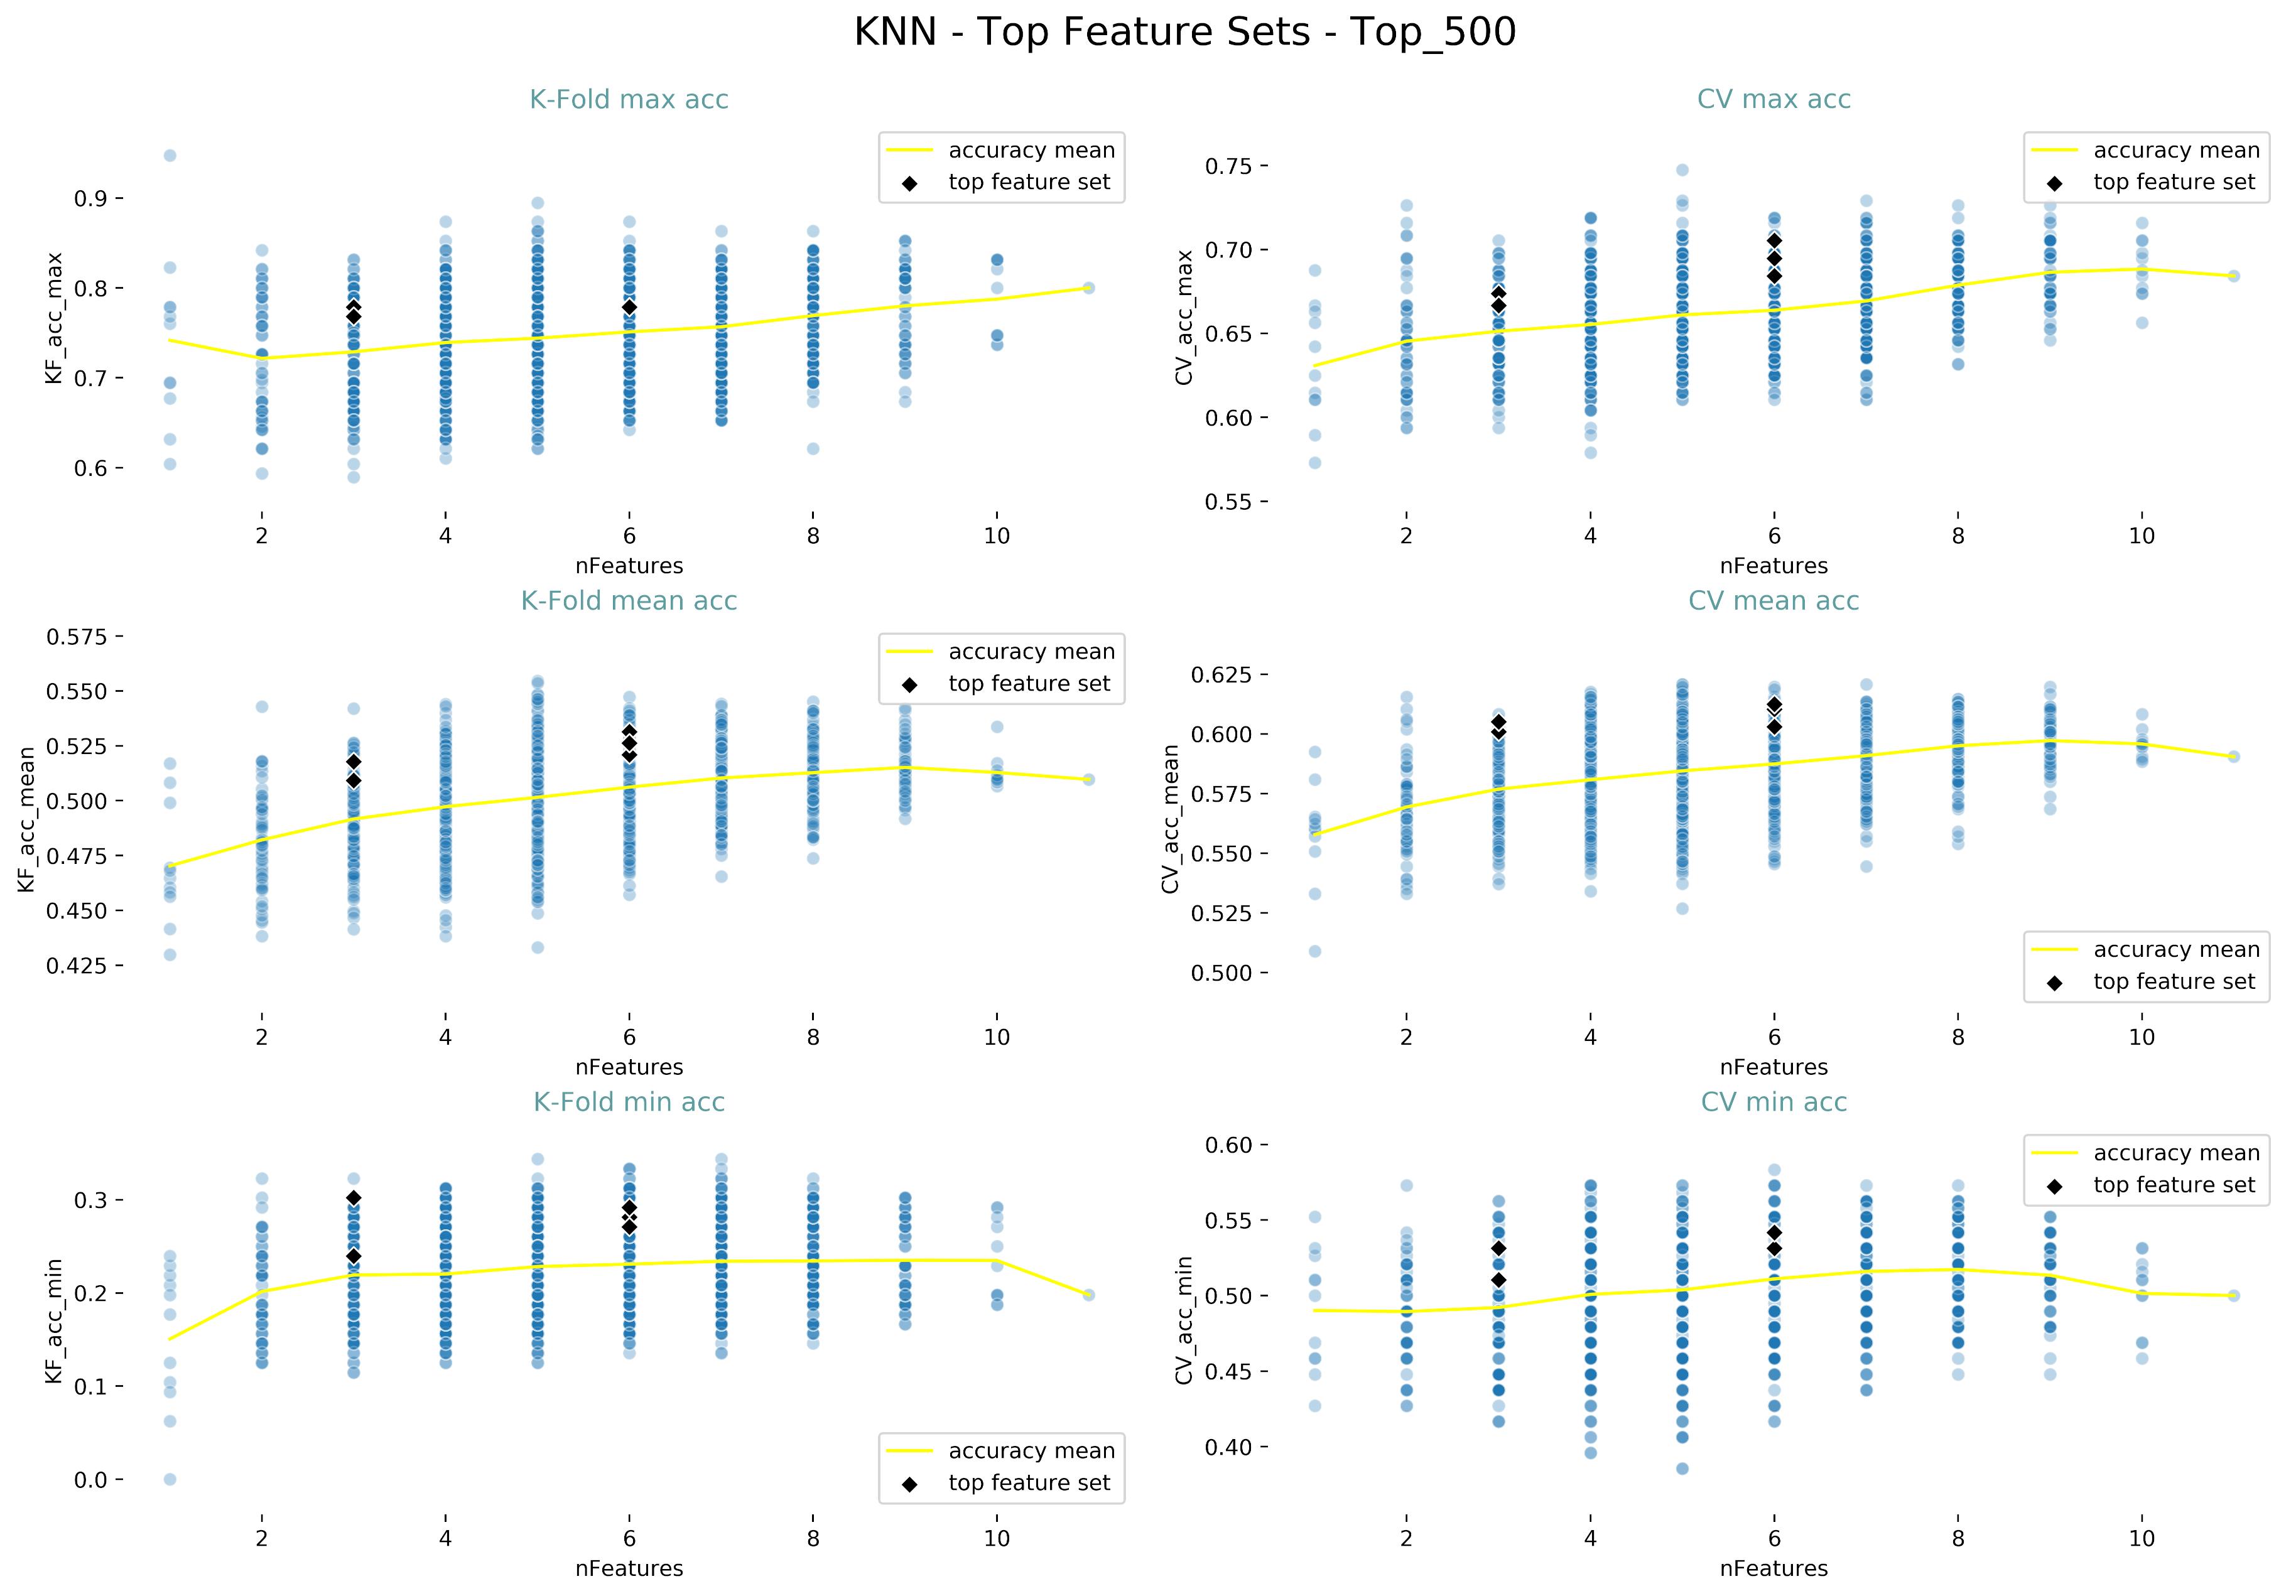 KNN - Top Feature Sets - Top_500
K-Fold max acc
KF_acc_max
0.9
0.8
0.7
0.6
accuracy mean
top feature set
2 4 6 8 10
nFeatures
CV max acc
CV_acc_max
0.75
0.70
0.65
0.60
0.55
accuracy mean
top feature set
2 4 6 8 10
nFeatures
K-Fold mean acc
KF_acc_mean
0.575
0.550
0.525
0.500
0.475
0.450
0.425
accuracy mean
top feature set
2 4 6 8 10
nFeatures
CV mean acc
CV_acc_mean
0.625
0.600
0.575
0.550
0.525
0.500
accuracy mean
top feature set
2 4 6 8 10
nFeatures
K-Fold min acc
KF_acc_min
0.3
0.2
0.1
0.0
accuracy mean
top feature set
2 4 6 8 10
nFeatures
CV min acc
CV_acc_min
0.60
0.55
0.50
0.45
0.40
accuracy mean
top feature set
2 4 6 8 10
nFeatures